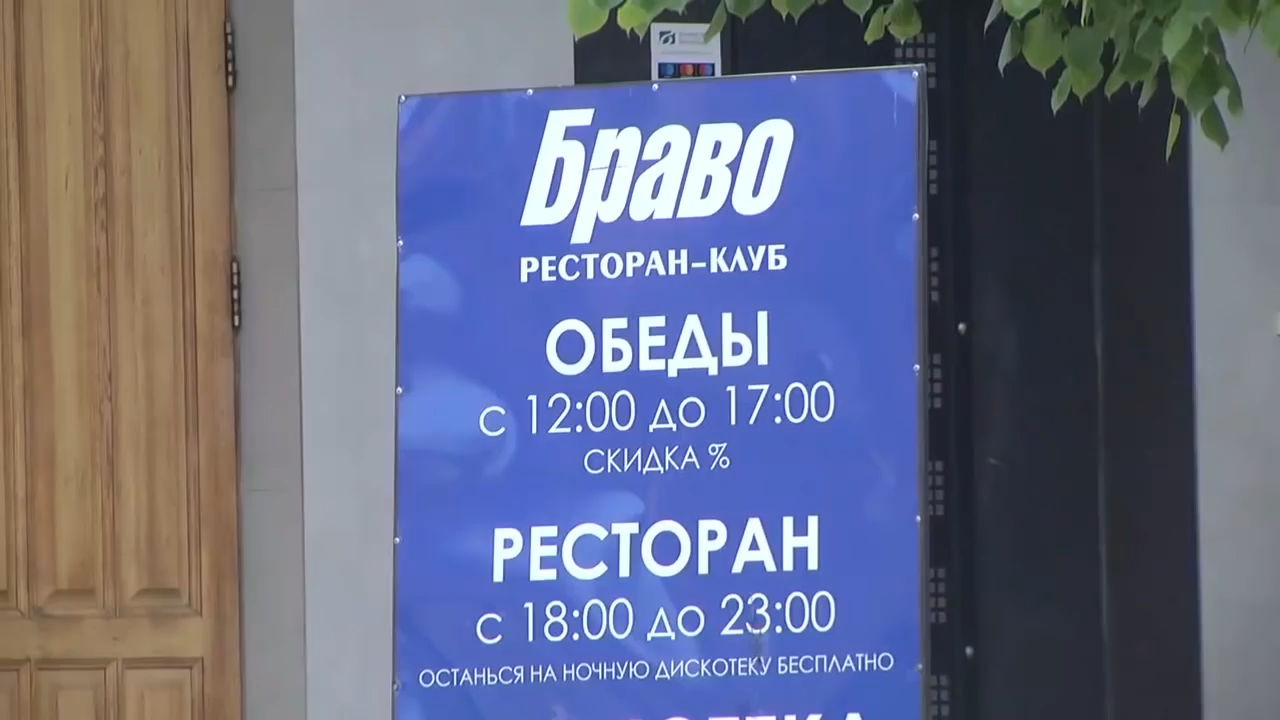 Браво
РЕСТОРАН-КЛУБ
ОБЕДЫ
с 12:00 до 17:00
СКИДКА %
РЕСТОРАН
с 18:00 до 23:00
ОСТАНЬСЯ НА НОЧНУЮ ДИСКОТЕКУ БЕСПЛАТНО